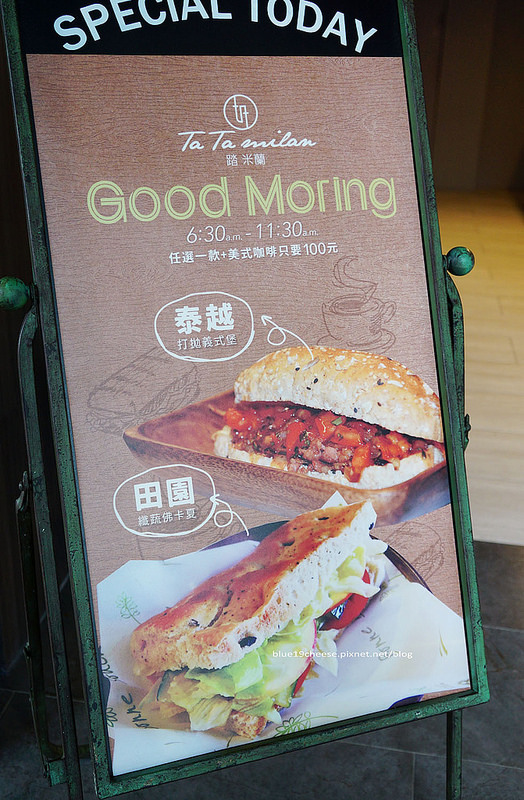 SPECIAL TODAY
Ta Ta milan
踏 米蘭
Good Moring
6:30a.m. - 11:30a.m.
任選一款+美式咖啡只要100元
泰越
打拋義式堡
田園
纖蔬佛卡夏
blue19cheese.pixnet.net/blog